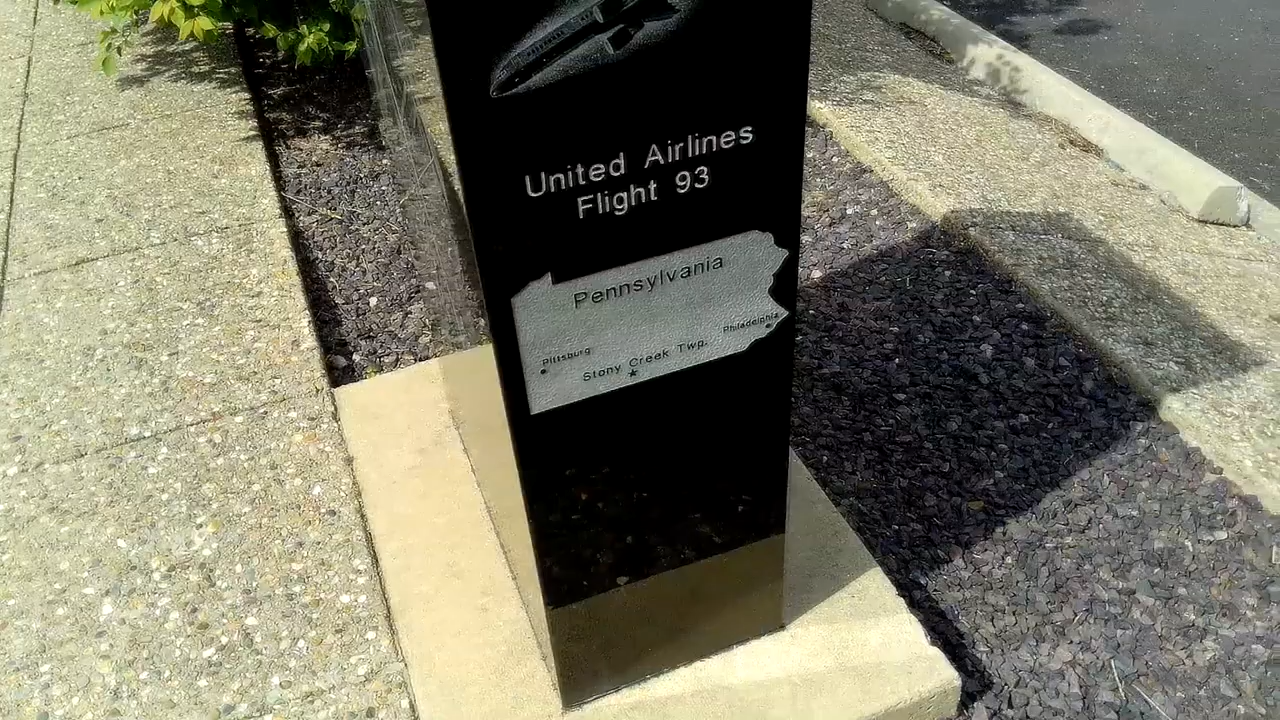 United Airlines
Flight 93
Pennsylvania
Philadelphia
Pittsburg
Stony Creek Twp.